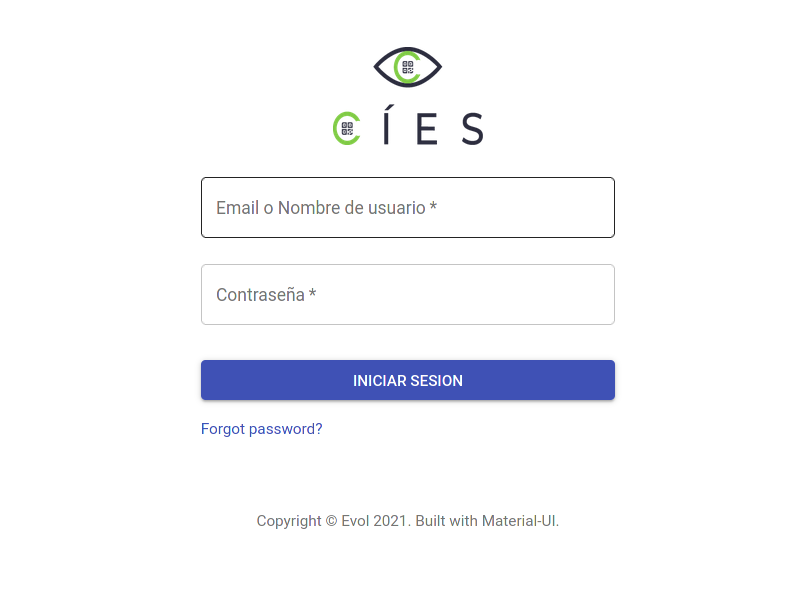 CÍES
Email o Nombre de usuario *
Contraseña *
INICIAR SESION
Forgot password?
Copyright © Evol 2021. Built with Material-UI.